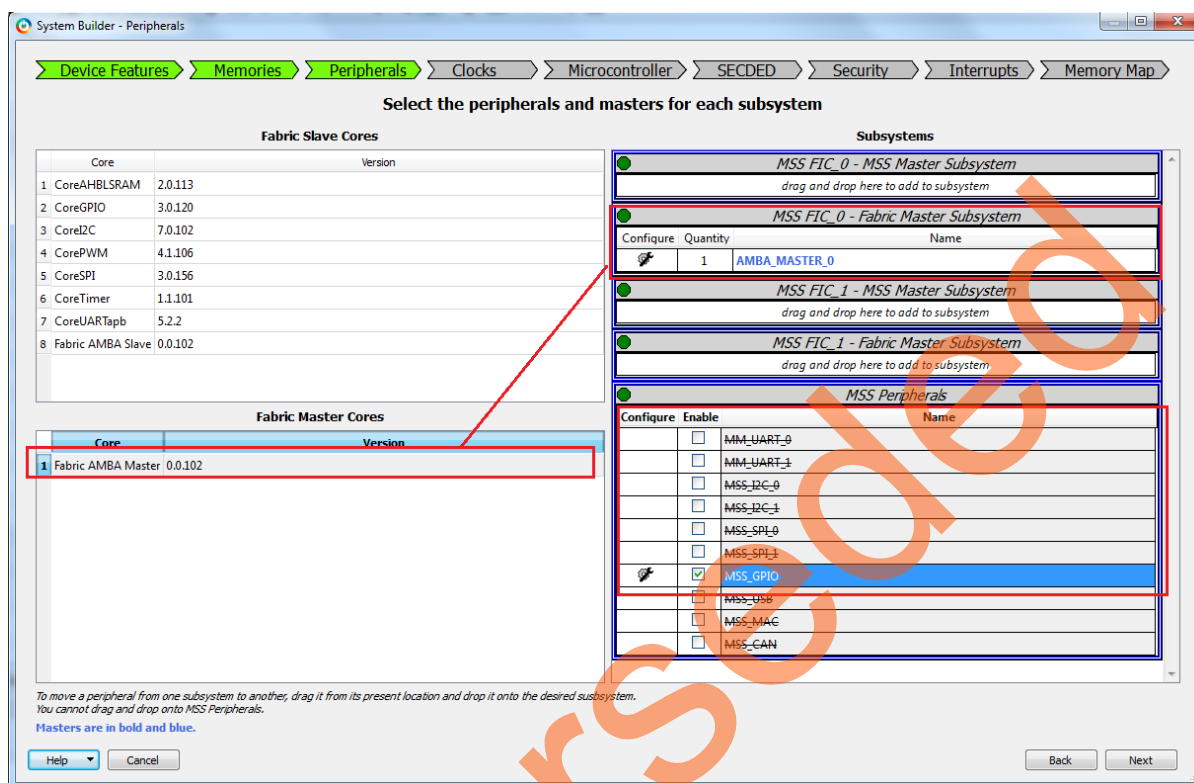 System Builder - Peripherals
Device Features Memories Peripherals Clocks Microcontroller SECDED Security Interrupts Memory Map
Select the peripherals and masters for each subsystem
Fabric Slave Cores
Core Version
1 CoreAHBLSRAM 2.0.113
2 CoreGPIO 3.0.120
3 CoreI2C 7.0.102
4 CorePWM 4.1.106
5 CoreSPI 3.0.156
6 CoreTimer 1.1.101
7 CoreUARTapb 5.2.2
8 Fabric AMBA Slave 0.0.102
Fabric Master Cores
Core Version
1 Fabric AMBA Master 0.0.102
Subsystems
MSS FIC_0 - MSS Master Subsystem
drag and drop here to add to subsystem
MSS FIC_0 - Fabric Master Subsystem
Configure Quantity Name
1 AMBA_MASTER_0
MSS FIC_1 - MSS Master Subsystem
drag and drop here to add to subsystem
MSS FIC_1 - Fabric Master Subsystem
drag and drop here to add to subsystem
MSS Peripherals
Configure Enable Name
MM_UART_0
MM_UART_1
MSS_I2C_0
MSS_I2C_1
MSS_SPI_0
MSS_SPI_1
MSS_GPIO
MSS_USB
MSS_MAC
MSS_CAN
To move a peripheral from one subsystem to another, drag it from its present location and drop it onto the desired susbsystem.
You cannot drag and drop onto MSS Peripherals.
Masters are in bold and blue.
Help Cancel Back Next
rseded